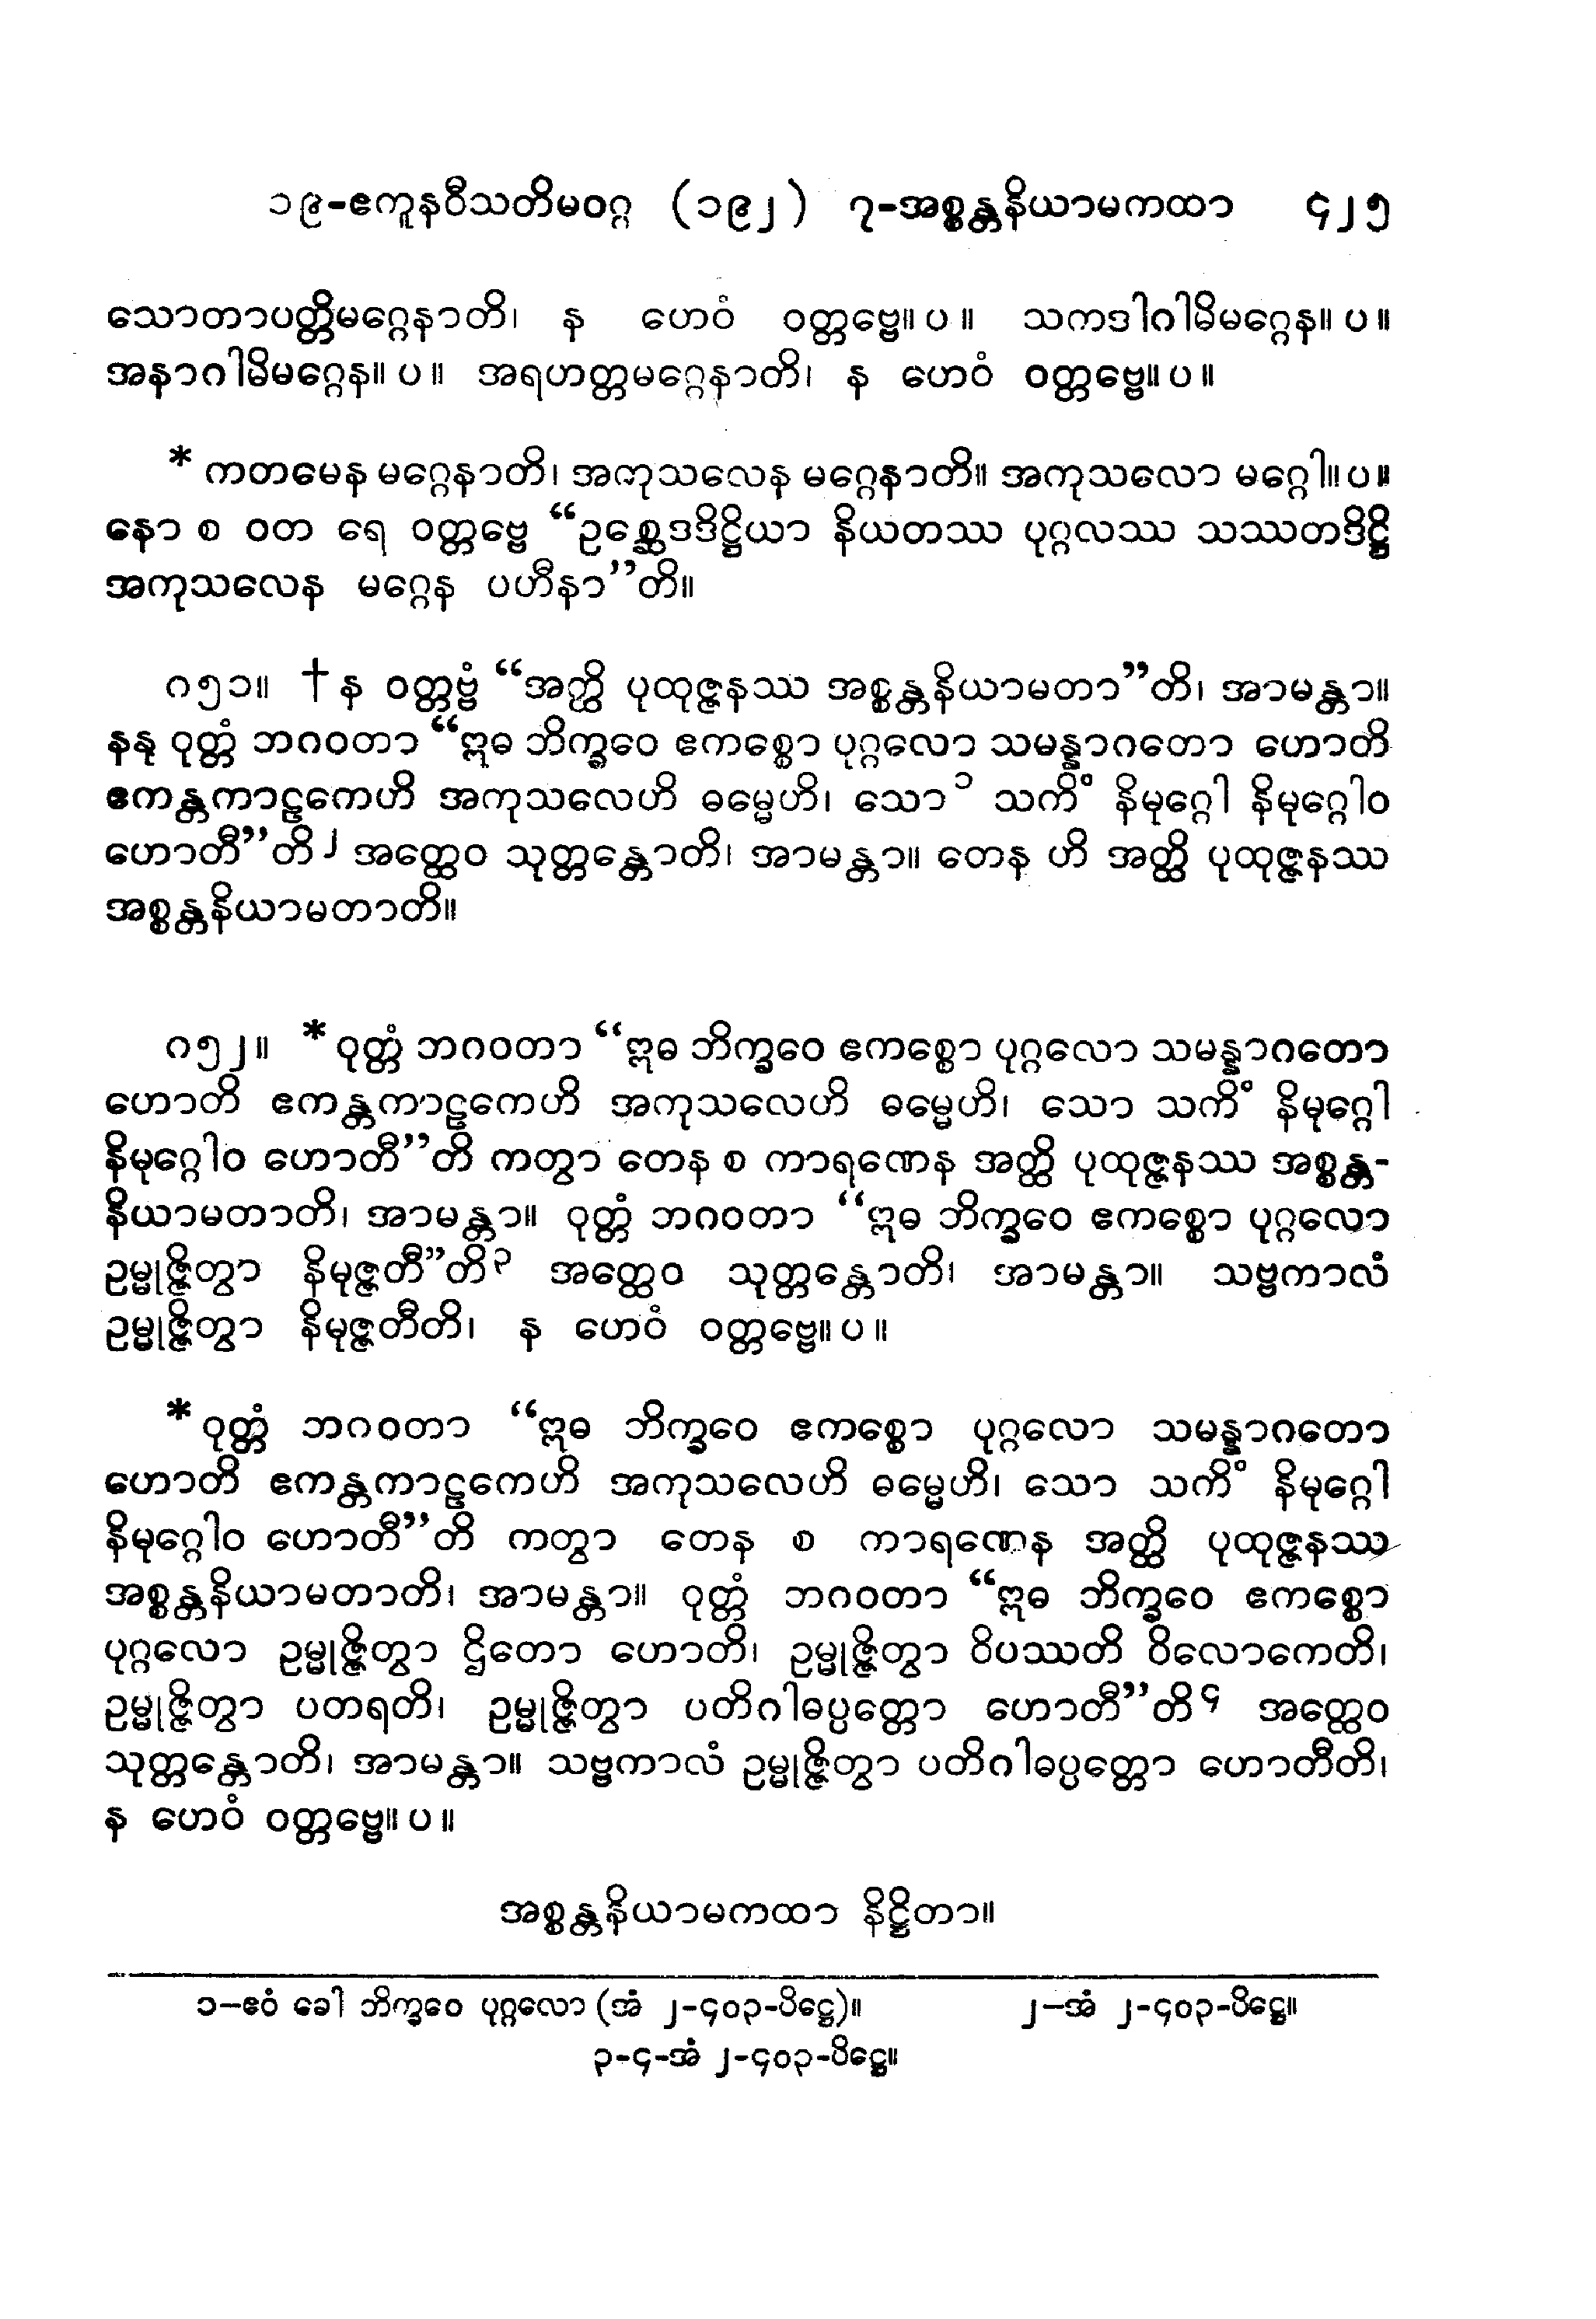 ၁၉-ဧကူနဝီသတိမဝဂ္ဂ (၁၉၂) ၇-အစ္စန္တနိယာမကထာ ၄၂၅
သောတာပတ္တိမဂ္ဂေနာတိ၊ န ဟေဝံ ဝတ္တဗ္ဗေ။ ပ ။ သကဒါဂါမိမဂ္ဂေန။ ပ ။
အနာဂါမိမဂ္ဂေန။ ပ ။ အရဟတ္တမဂ္ဂေနာတိ၊ န ဟေဝံ ဝတ္တဗ္ဗေ။ ပ ။
* ကတမေန မဂ္ဂေနာတိ၊ အကုသလေန မဂ္ဂေနာတိ။ အကုသလော မဂ္ဂေါ။ ပ ။
နော စ ဝတ ရေ ဝတ္တဗ္ဗေ “ဥစ္ဆေဒဒိဋ္ဌိယာ နိယတဿ ပုဂ္ဂလဿ သဿတဒိဋ္ဌိ
အကုသလေန မဂ္ဂေန ပဟီနာ”တိ။
ဂ၅၁။ † န ဝတ္တဗ္ဗံ “အတ္ထိ ပုထုဇ္ဇနဿ အစ္စန္တနိယာမတာ”တိ၊ အာမန္တာ။
နနု ဝုတ္တံ ဘဂဝတာ “ဣဓ ဘိက္ခဝေ ဧကစ္စော ပုဂ္ဂလော သမန္နာဂတော ဟောတိ
ဧကန္တကာဠကေဟိ အကုသလေဟိ ဓမ္မေဟိ၊ သော ၁ သကိံ နိမုဂ္ဂေါ နိမုဂ္ဂေါဝ
ဟောတီ”တိ ၂ အတ္ထေဝ သုတ္တန္တောတိ၊ အာမန္တာ။ တေန ဟိ အတ္ထိ ပုထုဇ္ဇနဿ
အစ္စန္တနိယာမတာတိ။
ဂ၅၂။ * ဝုတ္တံ ဘဂဝတာ “ဣဓ ဘိက္ခဝေ ဧကစ္စော ပုဂ္ဂလော သမန္နာဂတော
ဟောတိ ဧကန္တကာဠကေဟိ အကုသလေဟိ ဓမ္မေဟိ၊ သော သကိံ နိမုဂ္ဂေါ
နိမုဂ္ဂေါဝ ဟောတီ”တိ ကတွာ တေန စ ကာရဏေန အတ္ထိ ပုထုဇ္ဇနဿ အစ္စန္တ-
နိယာမတာတိ၊ အာမန္တာ။ ဝုတ္တံ ဘဂဝတာ “ဣဓ ဘိက္ခဝေ ဧကစ္စော ပုဂ္ဂလော
ဥမ္မုဇ္ဇိတွာ နိမုဇ္ဇတီ”တိ ၃ အတ္ထေဝ သုတ္တန္တောတိ၊ အာမန္တာ။ သဗ္ဗကာလံ
ဥမ္မုဇ္ဇိတွာ နိမုဇ္ဇတီတိ၊ န ဟေဝံ ဝတ္တဗ္ဗေ။ ပ ။
* ဝုတ္တံ ဘဂဝတာ “ဣဓ ဘိက္ခဝေ ဧကစ္စော ပုဂ္ဂလော သမန္နာဂတော
ဟောတိ ဧကန္တကာဠကေဟိ အကုသလေဟိ ဓမ္မေဟိ၊ သော သကိံ နိမုဂ္ဂေါ
နိမုဂ္ဂေါဝ ဟောတီ”တိ ကတွာ တေန စ ကာရဏေန အတ္ထိ ပုထုဇ္ဇနဿ
အစ္စန္တနိယာမတာတိ၊ အာမန္တာ။ ဝုတ္တံ ဘဂဝတာ “ဣဓ ဘိက္ခဝေ ဧကစ္စော
ပုဂ္ဂလော ဥမ္မုဇ္ဇိတွာ ဌိတော ဟောတိ၊ ဥမ္မုဇ္ဇိတွာ ဝိပဿတိ ဝိလောကေတိ၊
ဥမ္မုဇ္ဇိတွာ ပတရတိ၊ ဥမ္မုဇ္ဇိတွာ ပတိဂါဓပ္ပတ္တော ဟောတီ”တိ ၄ အတ္ထေဝ
သုတ္တန္တောတိ၊ အာမန္တာ။ သဗ္ဗကာလံ ဥမ္မုဇ္ဇိတွာ ပတိဂါဓပ္ပတ္တော ဟောတီတိ၊
န ဟေဝံ ဝတ္တဗ္ဗေ။ ပ ။
အစ္စန္တနိယာမကထာ နိဋ္ဌိတာ။
၁–ဧဝံ ခေါ ဘိက္ခဝေ ပုဂ္ဂလော (အံ ၂-၄၀၃-ပိဋ္ဌေ)။ ၂–အံ ၂-၄၀၃-ပိဋ္ဌေ။
၃-၄-အံ ၂-၄၀၃-ပိဋ္ဌေ။